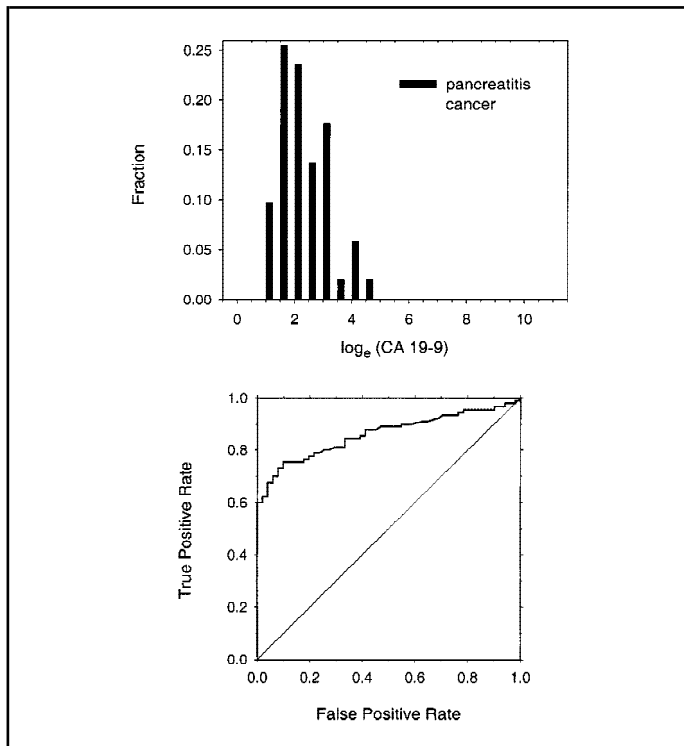 0.25
0.20
0.15
0.10
0.05
0.00
Fraction
pancreatitis
cancer
0 2 4 6 8 10
logₑ (CA 19-9)
1.0
0.8
0.6
0.4
0.2
0.0
True Positive Rate
0.0 0.2 0.4 0.6 0.8 1.0
False Positive Rate